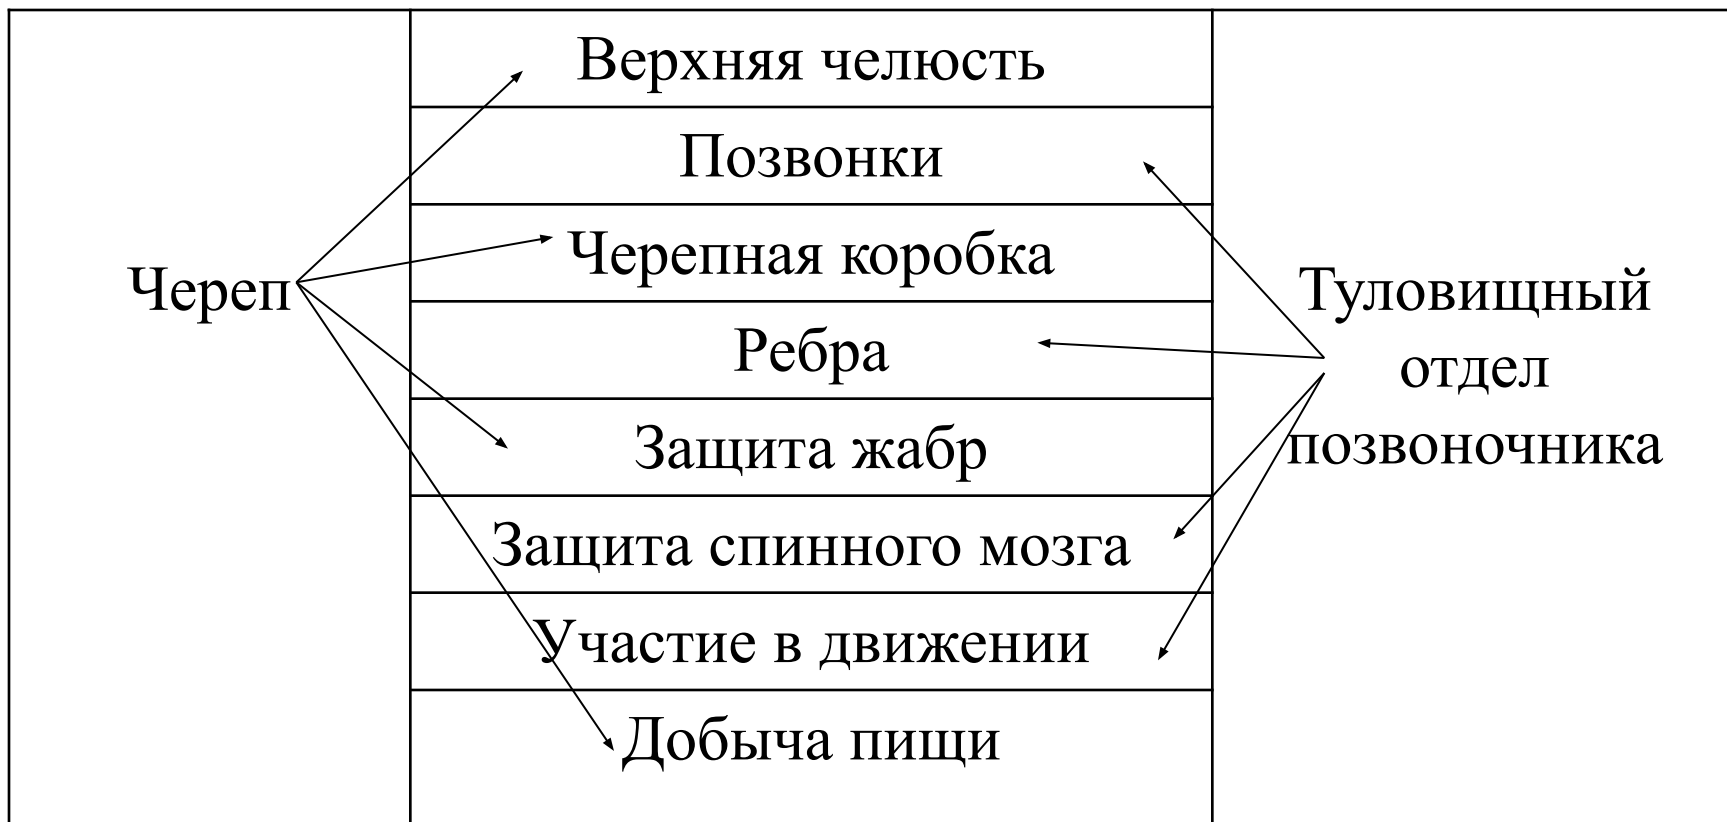 Череп
Верхняя челюсть
Позвонки
Черепная коробка
Ребра
Защита жабр
Защита спинного мозга
Участие в движении
Добыча пищи
Туловищный
отдел
позвоночника